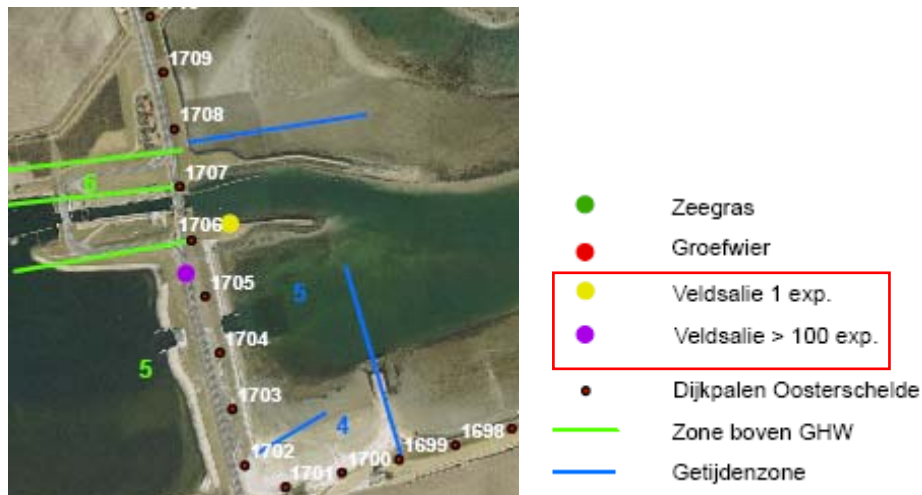 1709
1708
1707
6
1706
1705
5
1704
5
1703
4
1702
1701
1700
1699
1698
Zeegras
Groefwier
Veldsalie 1 exp.
Veldsalie > 100 exp.
Dijkpalen Oosterschelde
Zone boven GHW
Getijdenzone